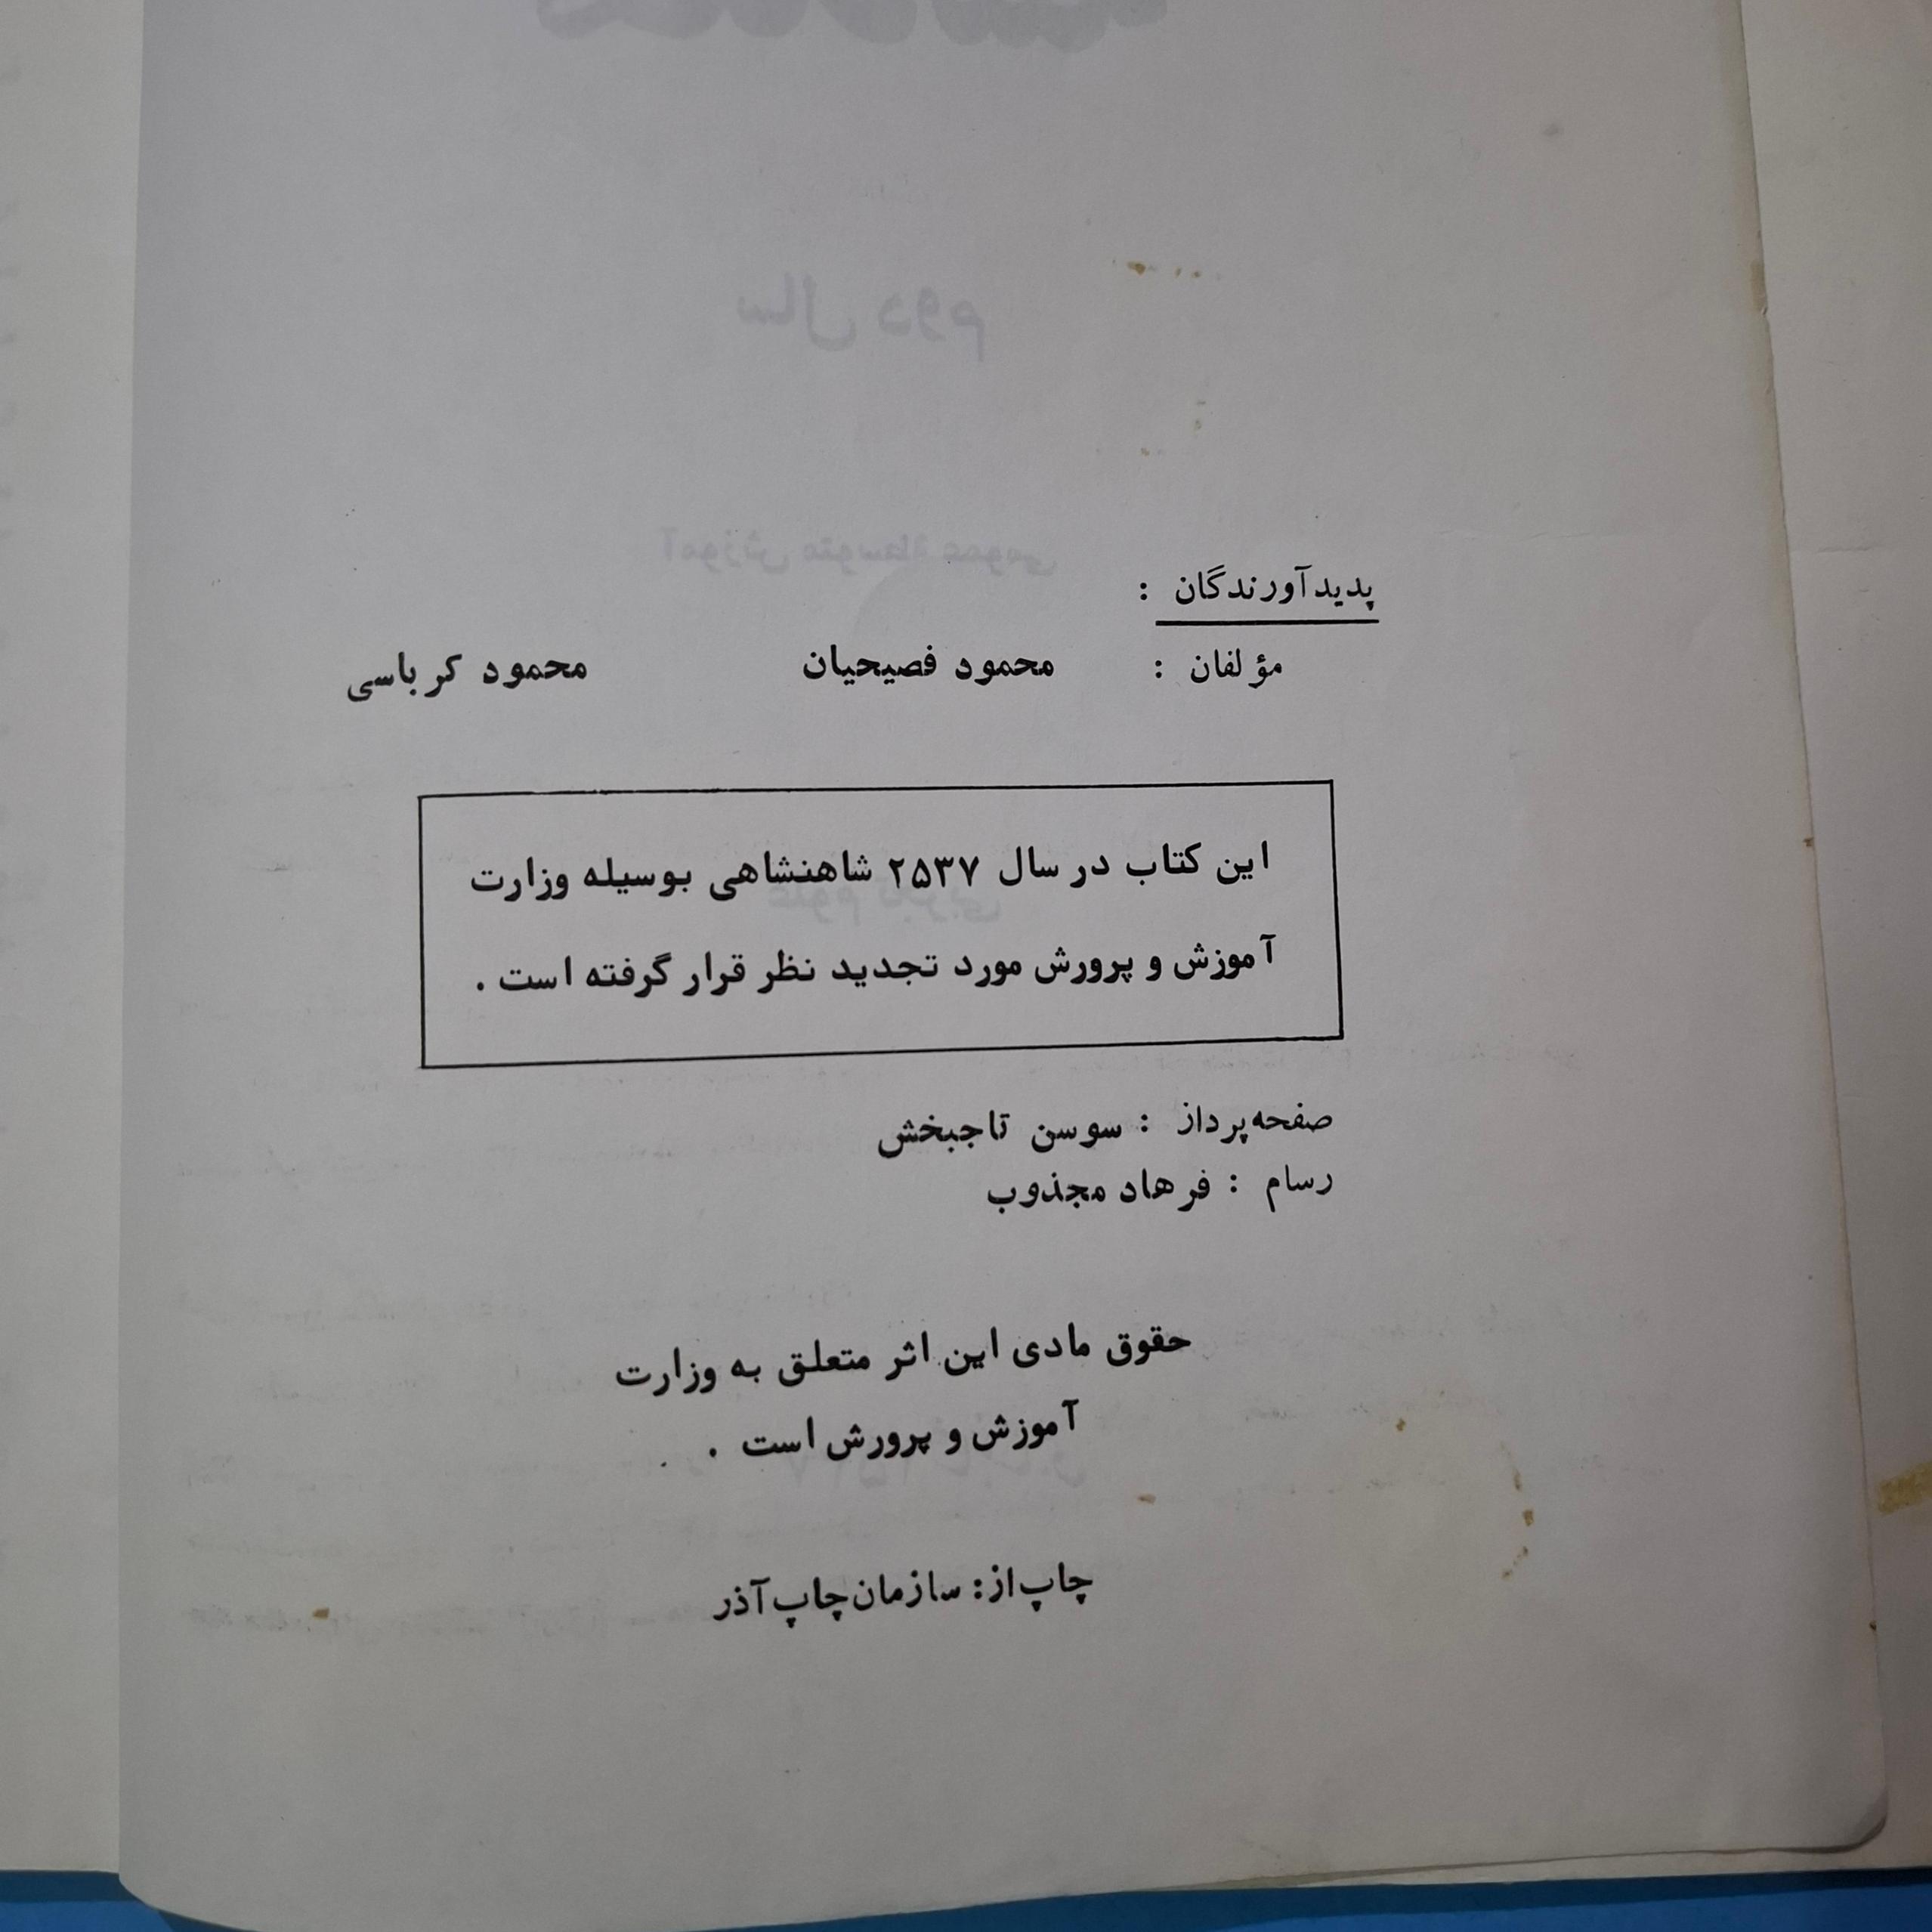 پدیدآورندگان :
مؤلفان : محمود فصیحیان محمود کرباسی
این کتاب در سال ۲۵۳۷ شاهنشاهی بوسیله وزارت
آموزش و پرورش مورد تجدید نظر قرار گرفته است .
صفحه‌پرداز : سوسن تاجبخش
رسام : فرهاد مجذوب
حقوق مادی این اثر متعلق به وزارت
آموزش و پرورش است .
چاپ از: سازمان چاپ آذر